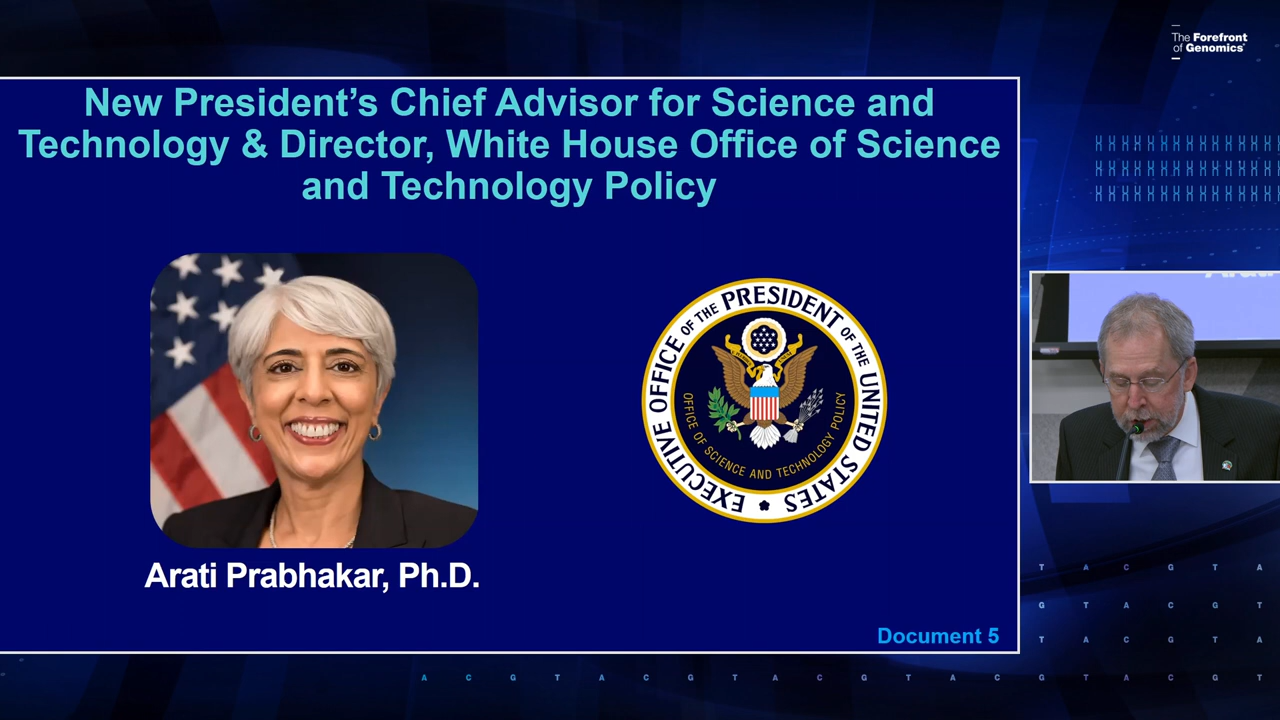 The Forefront
of Genomics®
New President’s Chief Advisor for Science and
Technology & Director, White House Office of Science
and Technology Policy
EXECUTIVE OFFICE OF THE PRESIDENT OF THE UNITED STATES
OFFICE OF SCIENCE AND TECHNOLOGY POLICY
Arati Prabhakar, Ph.D.
Document 5
T A C G T A
G T A C G T
T A C G T A
A C G T A C G T A C G T A C G T A C G T